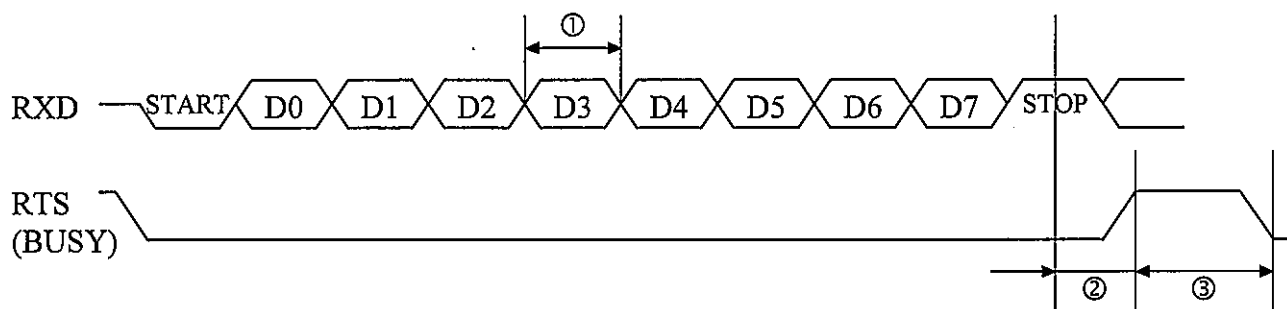 ①
RXD START D0 D1 D2 D3 D4 D5 D6 D7 STOP
RTS
(BUSY)
② ③